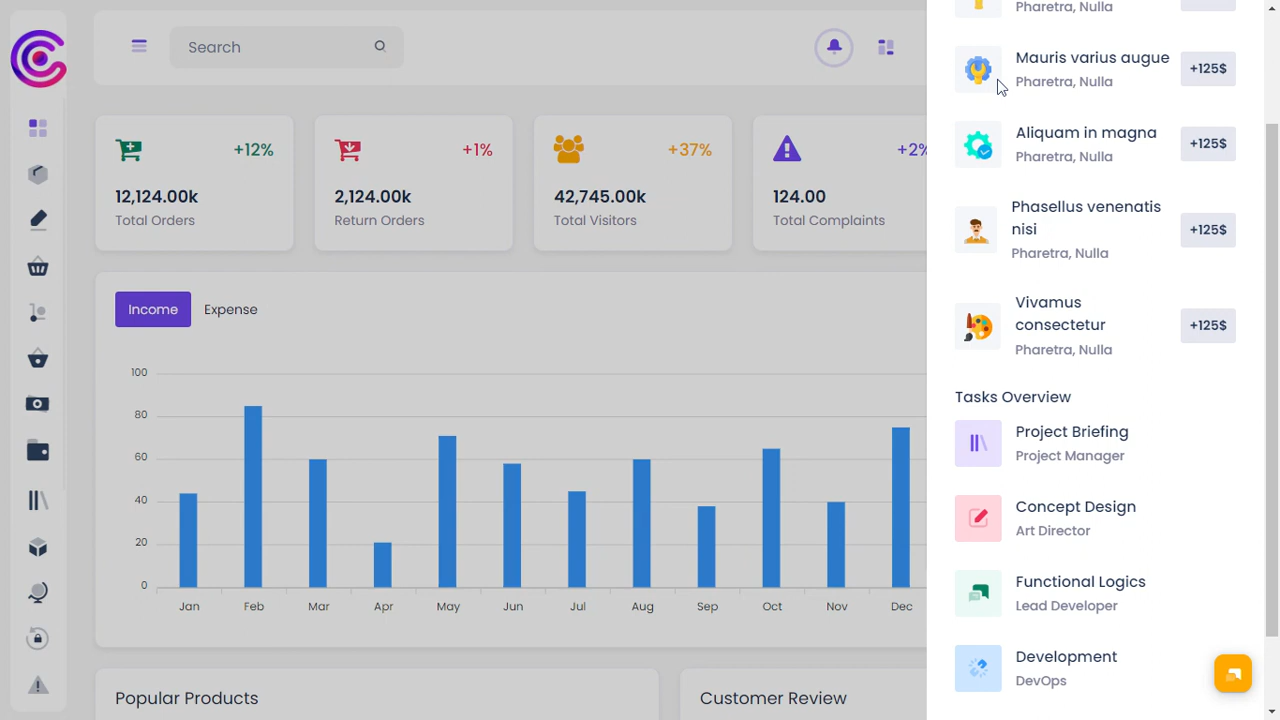 Search
+12%
12,124.00k
Total Orders
+1%
2,124.00k
Return Orders
+37%
42,745.00k
Total Visitors
+2%
124.00
Total Complaints
Income
Expense
100
80
60
40
20
0
Jan Feb Mar Apr May Jun Jul Aug Sep Oct Nov Dec
Popular Products
Customer Review
Pharetra, Nulla
Mauris varius augue
Pharetra, Nulla
+125$
Aliquam in magna
Pharetra, Nulla
+125$
Phasellus venenatis
nisi
Pharetra, Nulla
+125$
Vivamus
consectetur
Pharetra, Nulla
+125$
Tasks Overview
Project Briefing
Project Manager
Concept Design
Art Director
Functional Logics
Lead Developer
Development
DevOps